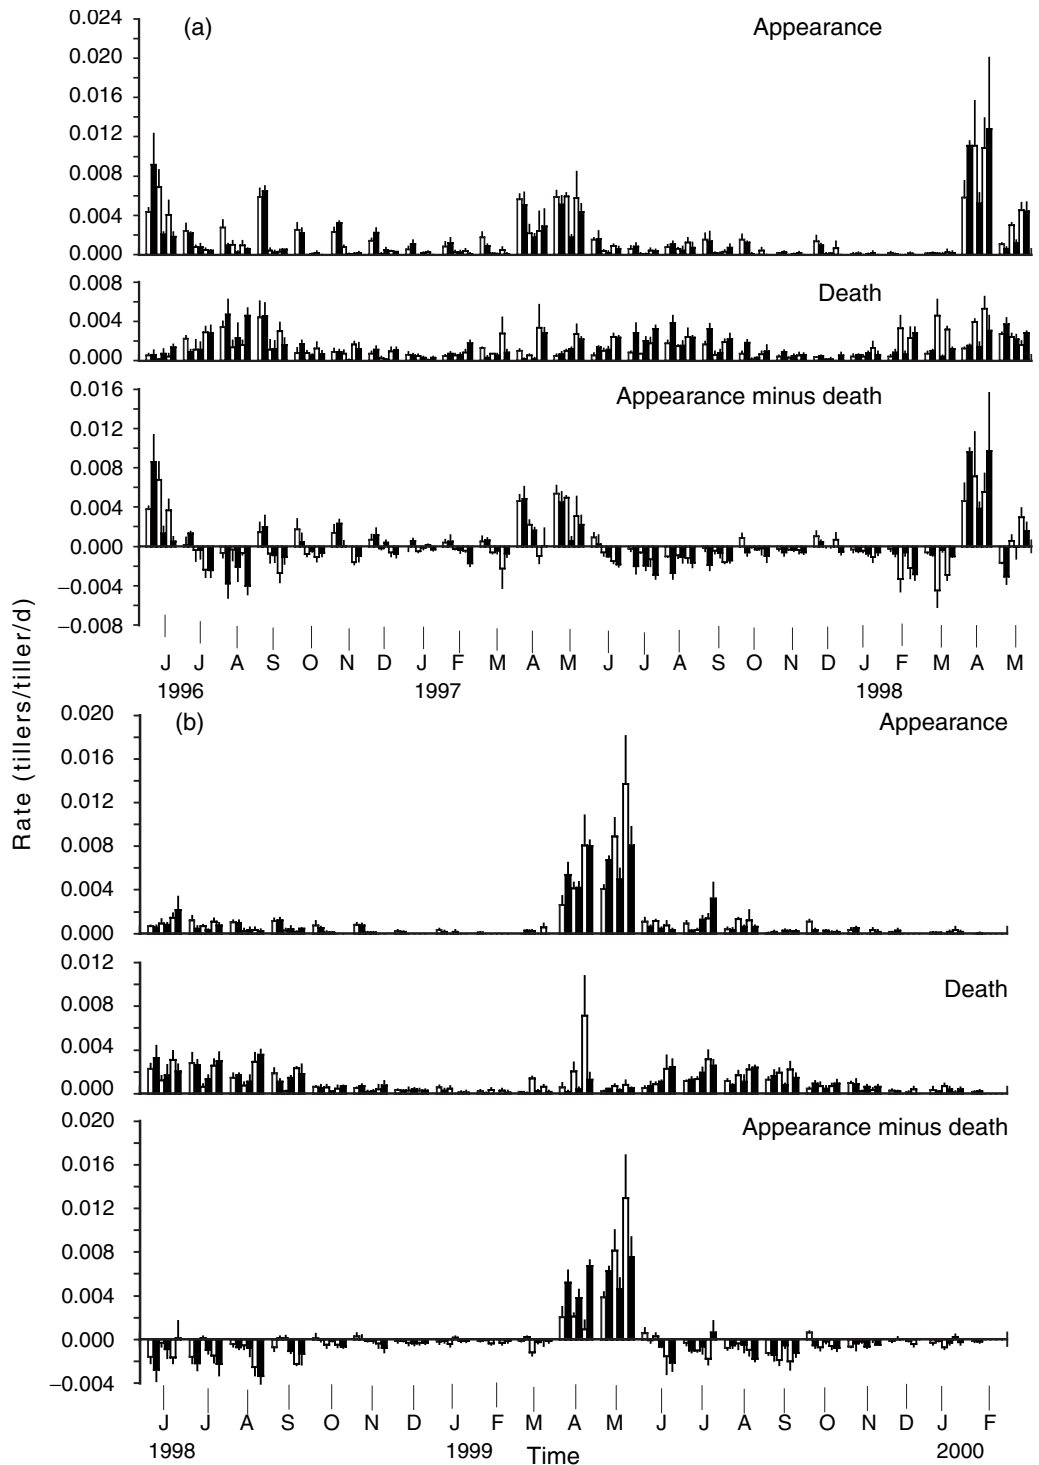 0.024
(a)
Appearance
0.020
0.016
0.012
0.008
0.004
0.000
0.008
Death
0.004
0.000
0.016
Appearance minus death
0.012
0.008
0.004
0.000
−0.004
−0.008
J J A S O N D J F M A M J J A S O N D J F M A M
1996 1997 1998
Rate (tillers/tiller/d)
0.020
(b)
Appearance
0.016
0.012
0.008
0.004
0.000
0.012
Death
0.008
0.004
0.000
0.020
Appearance minus death
0.016
0.012
0.008
0.004
0.000
−0.004
J J A S O N D J F M A M J J A S O N D J F
1998 1999 Time 2000